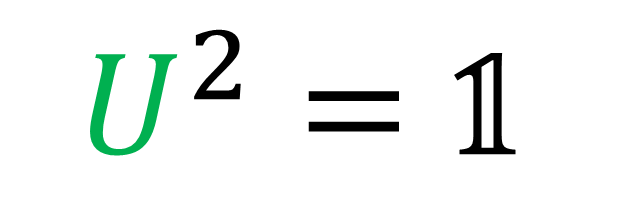 U² = 𝟙